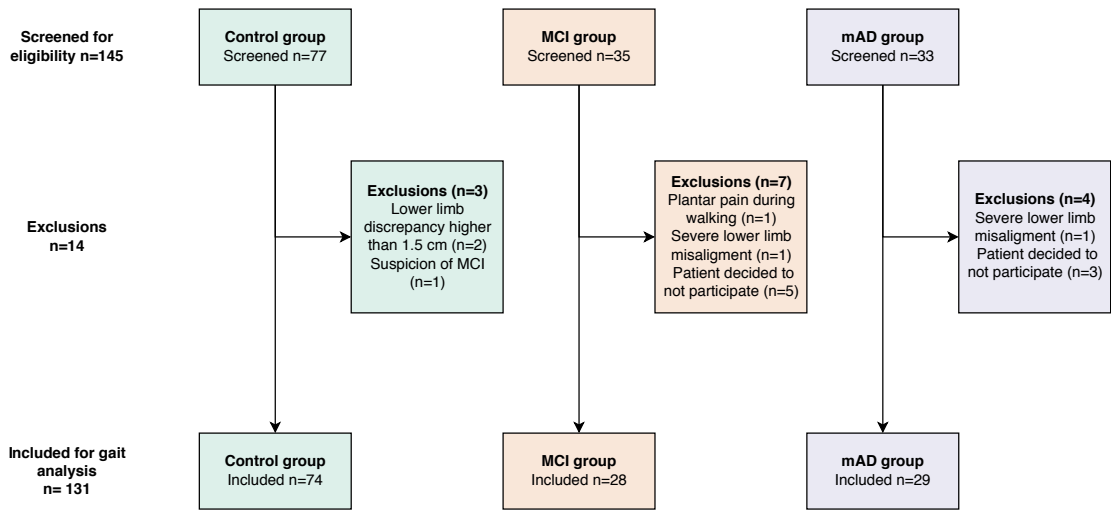 Screened for
eligibility n=145
Control group
Screened n=77
MCI group
Screened n=35
mAD group
Screened n=33
Exclusions
n=14
Exclusions (n=3)
Lower limb
discrepancy higher
than 1.5 cm (n=2)
Suspicion of MCI
(n=1)
Exclusions (n=7)
Plantar pain during
walking (n=1)
Severe lower limb
misaligment (n=1)
Patient decided to
not participate (n=5)
Exclusions (n=4)
Severe lower limb
misaligment (n=1)
Patient decided to
not participate (n=3)
Included for gait
analysis
n= 131
Control group
Included n=74
MCI group
Included n=28
mAD group
Included n=29